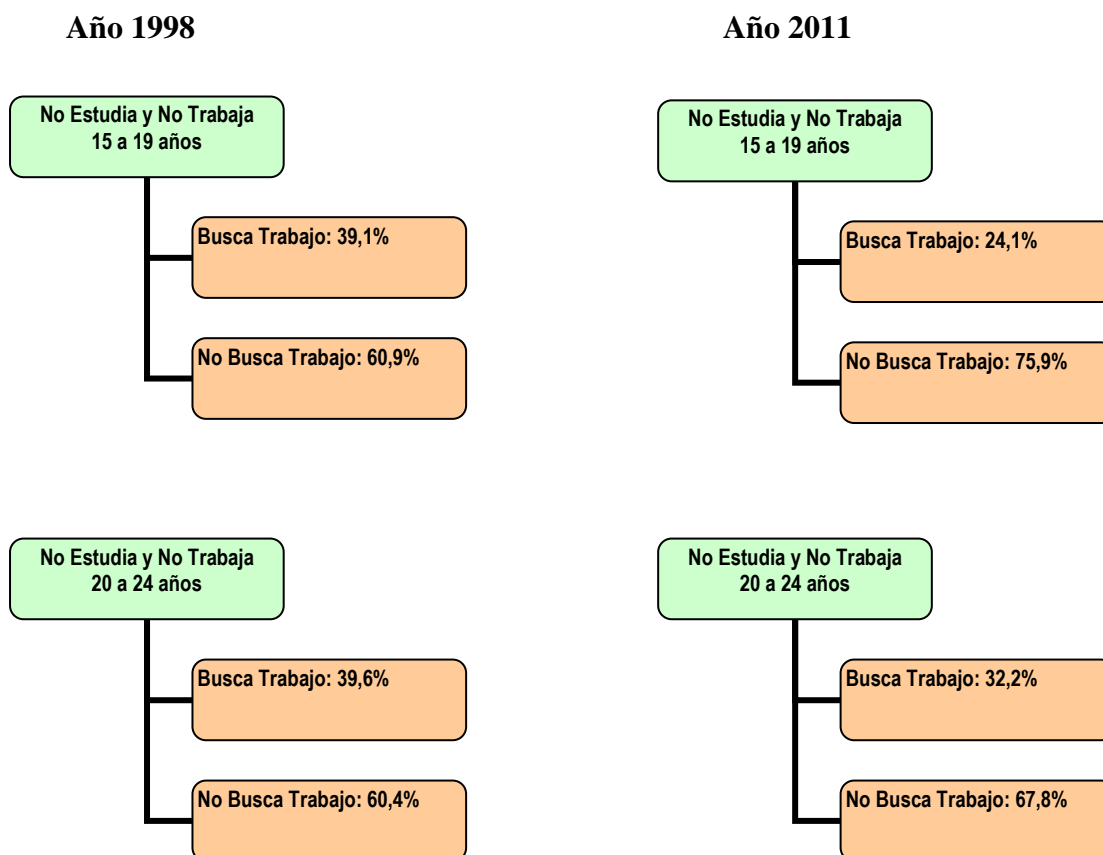 Año 1998
Año 2011
No Estudia y No Trabaja
15 a 19 años
Busca Trabajo: 39,1%
No Busca Trabajo: 60,9%
No Estudia y No Trabaja
15 a 19 años
Busca Trabajo: 24,1%
No Busca Trabajo: 75,9%
No Estudia y No Trabaja
20 a 24 años
Busca Trabajo: 39,6%
No Busca Trabajo: 60,4%
No Estudia y No Trabaja
20 a 24 años
Busca Trabajo: 32,2%
No Busca Trabajo: 67,8%